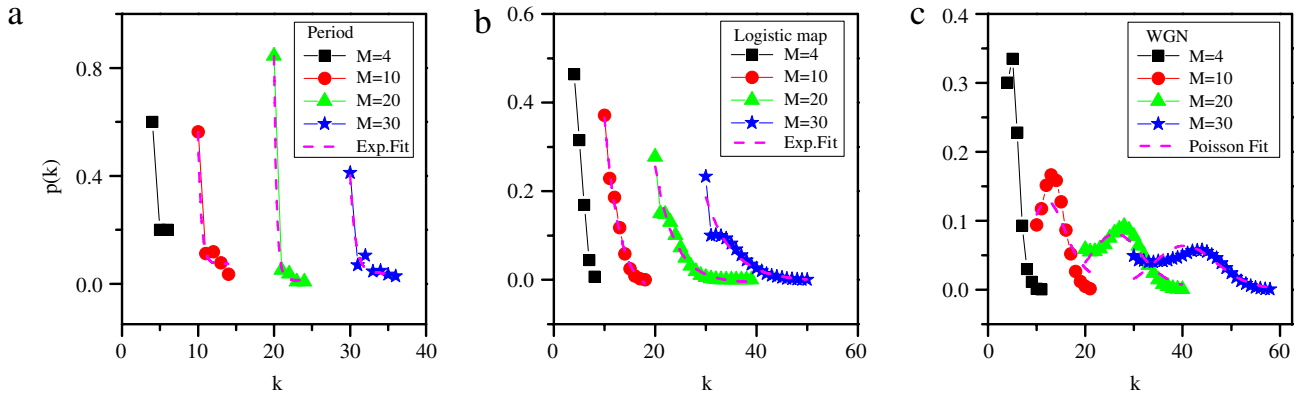 a
Period
M=4
M=10
M=20
M=30
Exp.Fit
p(k)
0.8
0.4
0.0
0 10 20 30 40
k
b
Logistic map
M=4
M=10
M=20
M=30
Exp.Fit
0.6
0.4
0.2
0.0
0 20 40 60
k
c
WGN
M=4
M=10
M=20
M=30
Poisson Fit
0.4
0.3
0.2
0.1
0.0
0 20 40 60
k